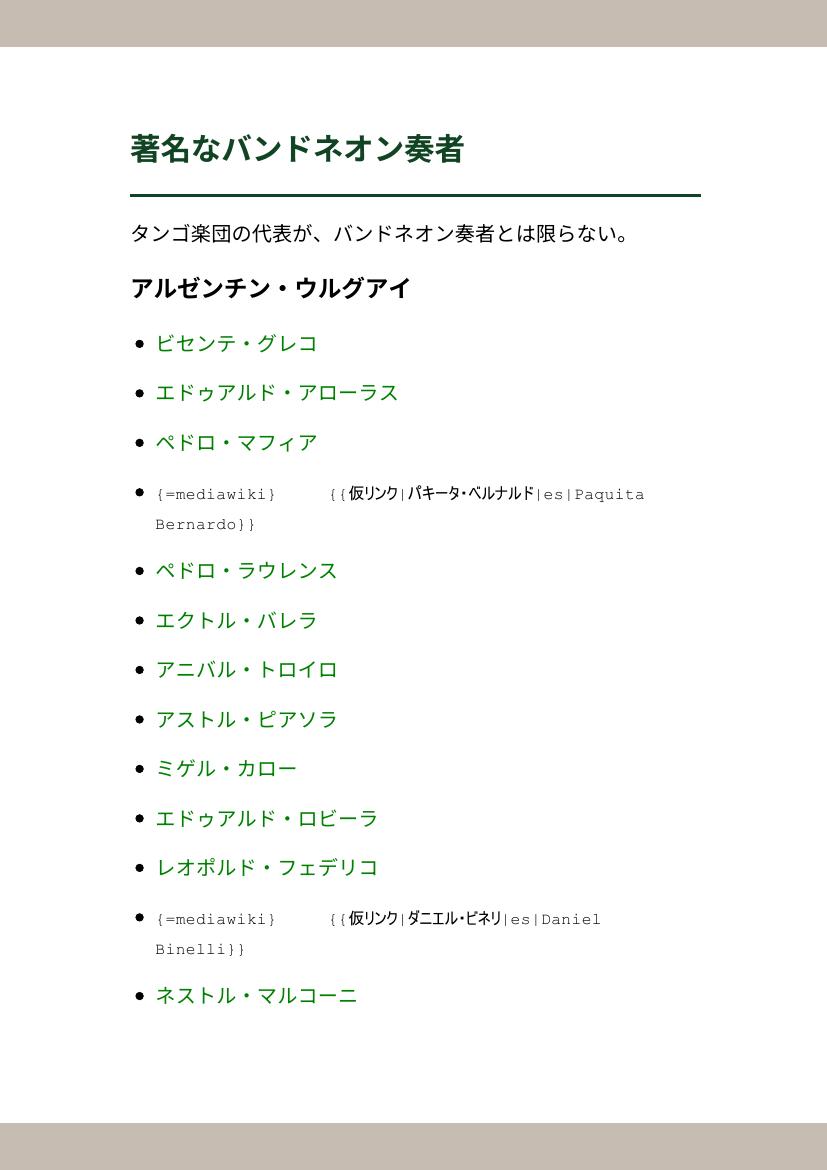 著名なバンドネオン奏者
タンゴ楽団の代表が、バンドネオン奏者とは限らない。
アルゼンチン・ウルグアイ
• ビセンテ・グレコ
• エドゥアルド・アローラス
• ペドロ・マフィア
• {=mediawiki} {{仮リンク|パキータ・ベルナルド|es|Paquita
Bernardo}}
• ペドロ・ラウレンス
• エクトル・バレラ
• アニバル・トロイロ
• アストル・ピアソラ
• ミゲル・カロー
• エドゥアルド・ロビーラ
• レオポルド・フェデリコ
• {=mediawiki} {{仮リンク|ダニエル・ビネリ|es|Daniel
Binelli}}
• ネストル・マルコーニ